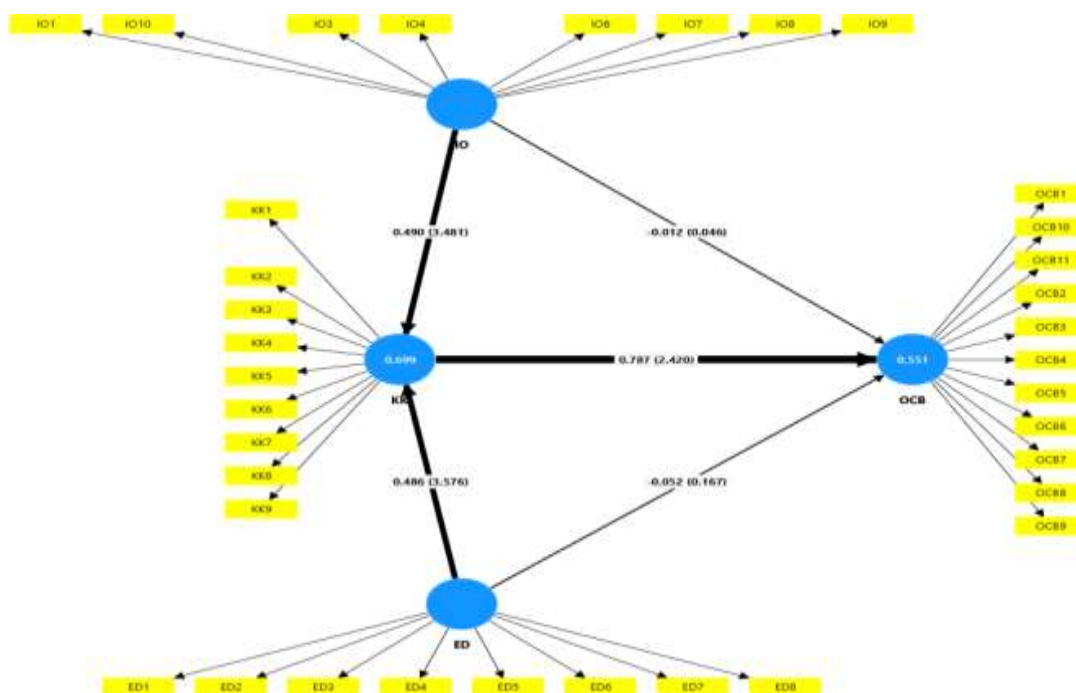 IO1 IO10 IO3 IO4 IO6 IO7 IO8 IO9
IO
KK1
KK2
KK3
KK4
KK5
KK6
KK7
KK8
KK9
0.490 (3.481)
-0.012 (0.046)
0.699
KK
0.787 (2.420)
0.551
OCB
OCB1
OCB10
OCB11
OCB2
OCB3
OCB4
OCB5
OCB6
OCB7
OCB8
OCB9
0.486 (3.576)
-0.052 (0.167)
ED
ED1 ED2 ED3 ED4 ED5 ED6 ED7 ED8